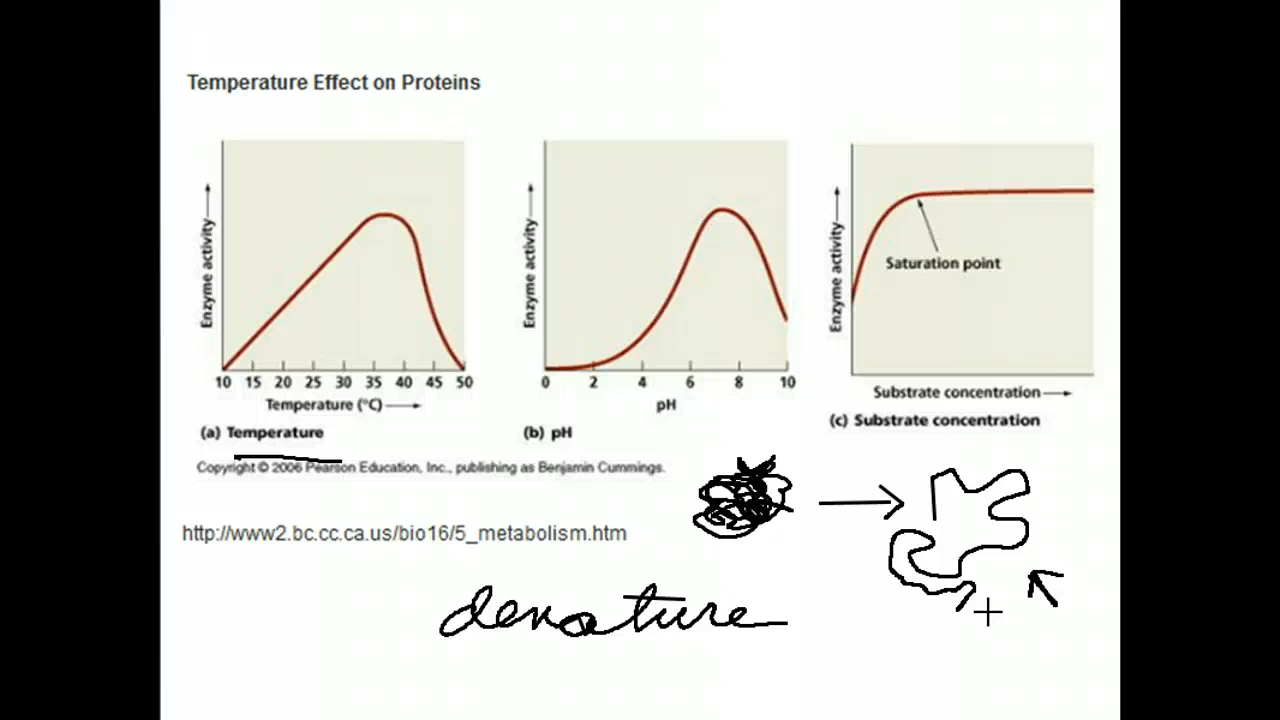 Temperature Effect on Proteins
Enzyme activity
10 15 20 25 30 35 40 45 50
Temperature (°C)
(a) Temperature
Enzyme activity
0 2 4 6 8 10
pH
(b) pH
Enzyme activity
Saturation point
Substrate concentration
(c) Substrate concentration
Copyright © 2006 Pearson Education, Inc., publishing as Benjamin Cummings.
http://www2.bc.cc.ca.us/bio16/5_metabolism.htm
denature